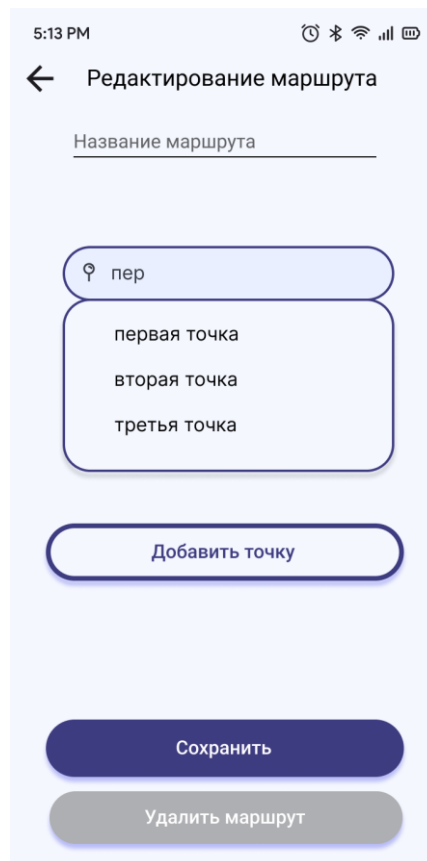 5:13 PM
Редактирование маршрута
Название маршрута
пер
первая точка
вторая точка
третья точка
Добавить точку
Сохранить
Удалить маршрут